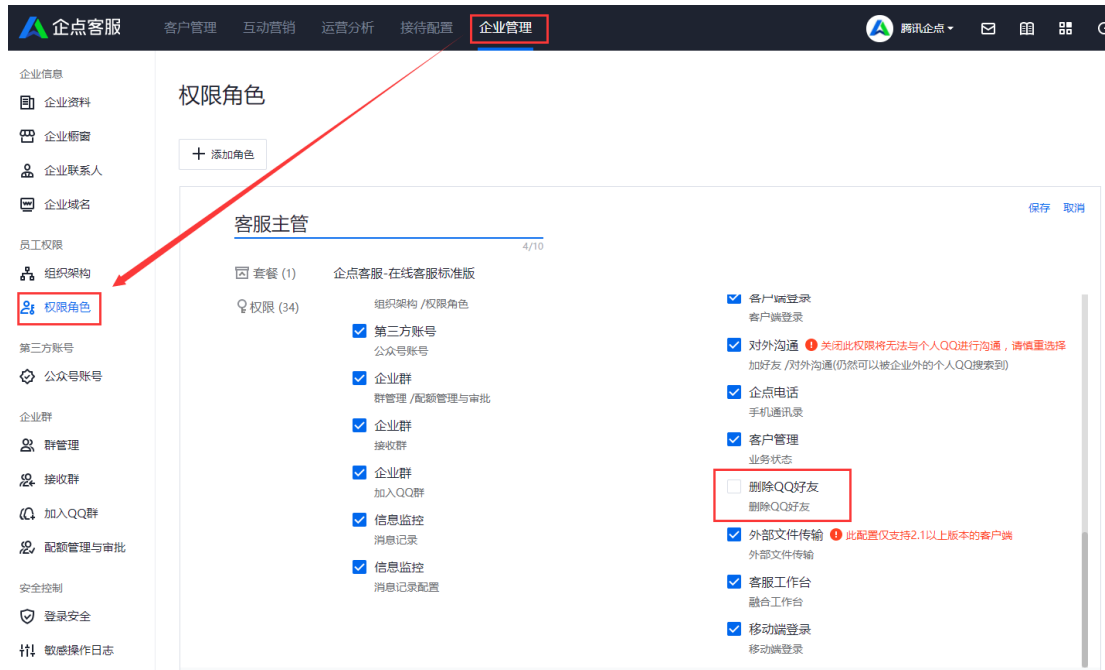 企点客服
客户管理 互动营销 运营分析 接待配置 企业管理
腾讯企点
企业信息
企业资料
企业橱窗
企业联系人
企业域名
员工权限
组织架构
权限角色
第三方账号
公众号账号
企业群
群管理
接收群
加入QQ群
配额管理与审批
安全控制
登录安全
敏感操作日志
权限角色
添加角色
保存 取消
客服主管
4/10
套餐 (1) 企点客服-在线客服标准版
权限 (34)
组织架构 /权限角色
第三方账号
公众号账号
企业群
群管理 /配额管理与审批
企业群
接收群
企业群
加入QQ群
信息监控
消息记录
信息监控
消息记录配置
客户端登录
客户端登录
对外沟通 关闭此权限将无法与个人QQ进行沟通，请慎重选择
加好友 /对外沟通(仍然可以被企业外的个人QQ搜索到)
企点电话
手机通讯录
客户管理
业务状态
删除QQ好友
删除QQ好友
外部文件传输 此配置仅支持2.1以上版本的客户端
外部文件传输
客服工作台
融合工作台
移动端登录
移动端登录